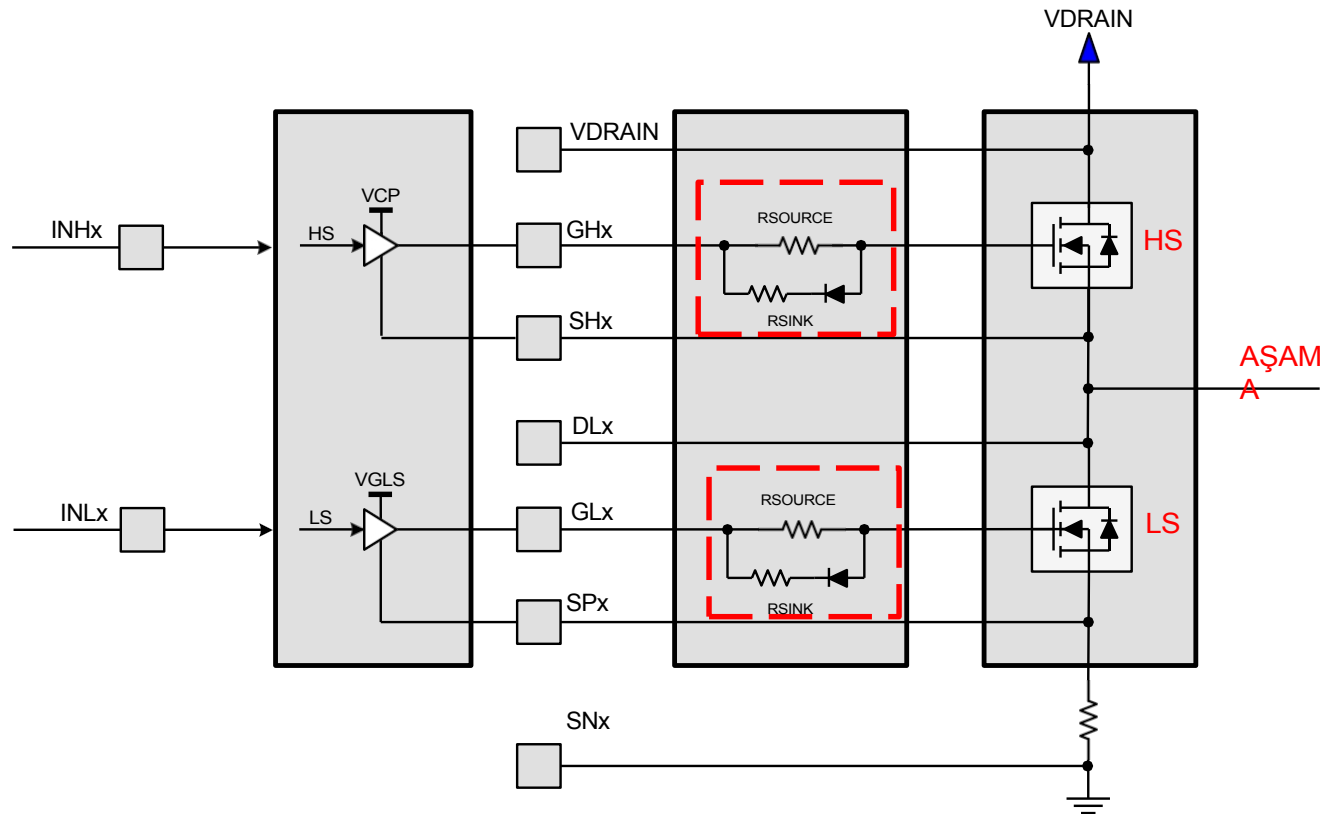 VDRAIN
VDRAIN
VCP
RSOURCE
INHx
HS
GHx
HS
RSINK
SHx
AŞAM
A
DLx
VGLS
RSOURCE
INLx
LS
GLx
LS
SPx
RSINK
SNx